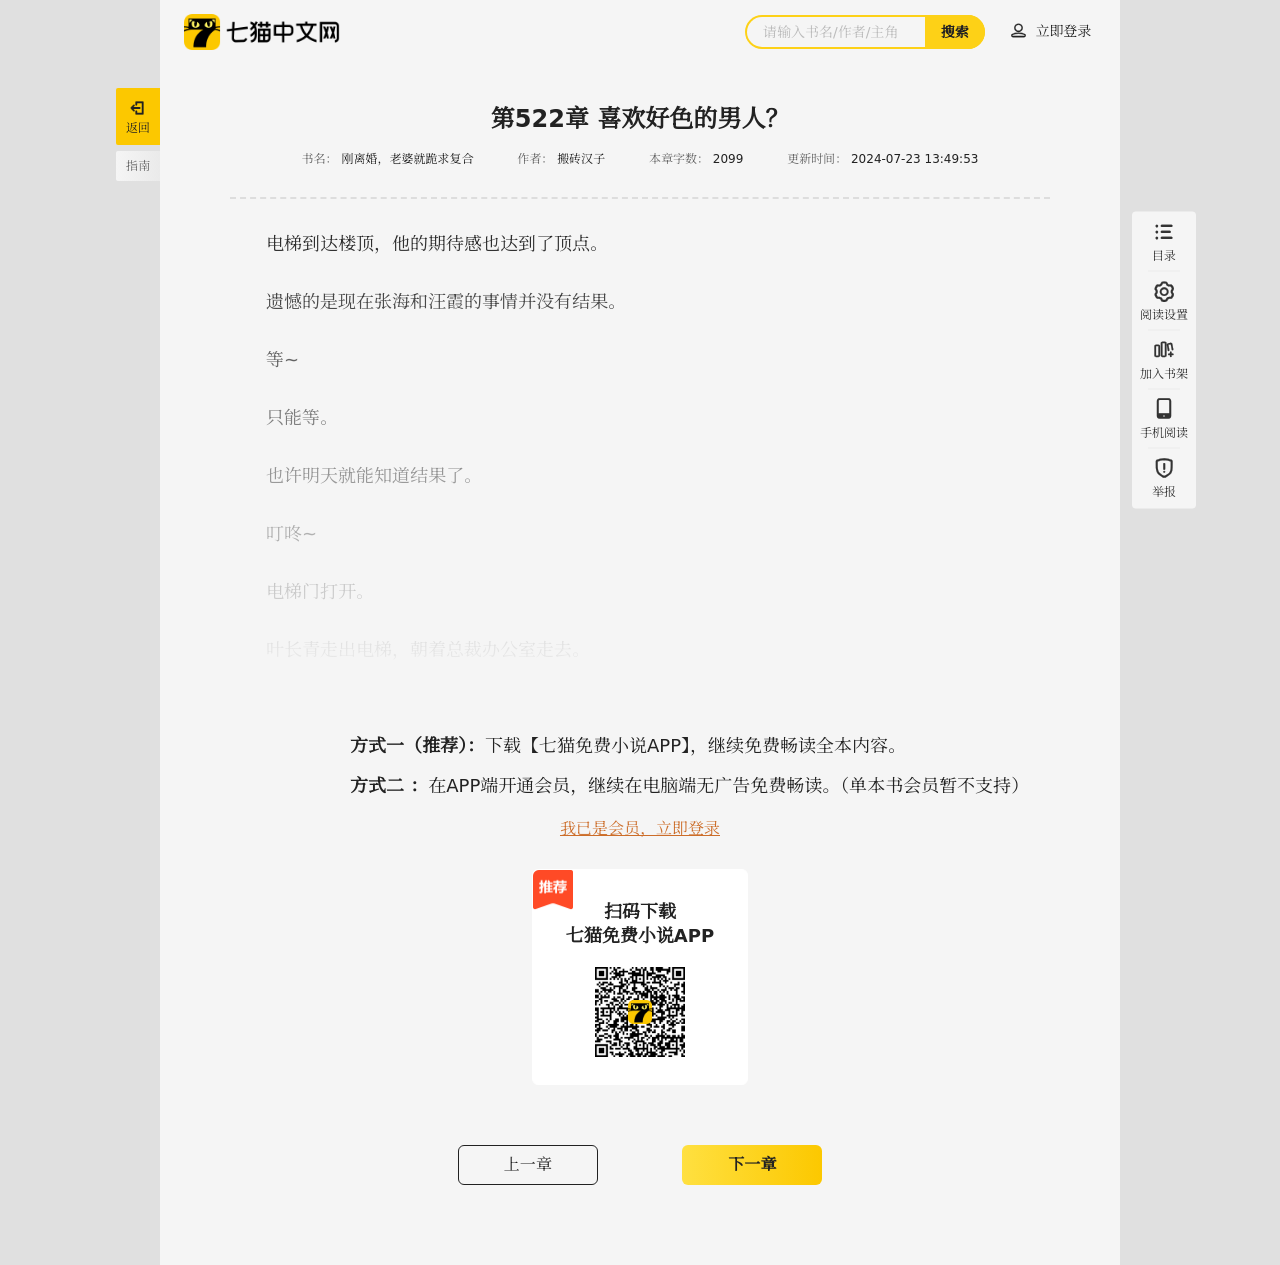 七猫中文网
请输入书名/作者/主角
搜索
立即登录
返回
指南
第522章 喜欢好色的男人？
书名： 刚离婚，老婆就跪求复合 作者： 搬砖汉子 本章字数： 2099 更新时间： 2024-07-23 13:49:53
电梯到达楼顶，他的期待感也达到了顶点。
遗憾的是现在张海和汪霞的事情并没有结果。
等~
只能等。
也许明天就能知道结果了。
叮咚~
电梯门打开。
叶长青走出电梯，朝着总裁办公室走去。
目录
阅读设置
加入书架
手机阅读
举报
方式一（推荐）：下载【七猫免费小说APP】，继续免费畅读全本内容。
方式二 ：在APP端开通会员，继续在电脑端无广告免费畅读。（单本书会员暂不支持）
我已是会员，立即登录
推荐
扫码下载
七猫免费小说APP
上一章
下一章